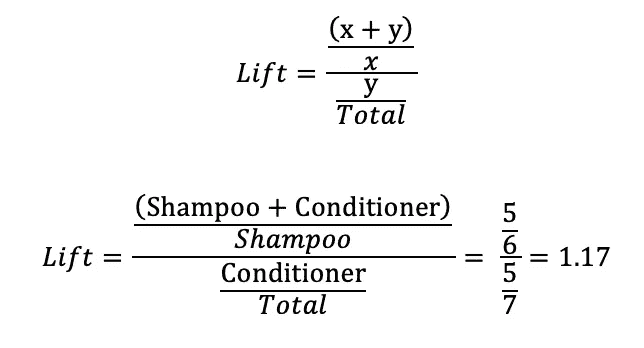 Lift = ((x + y) / x) / (y / Total)
Lift = ((Shampoo + Conditioner) / Shampoo) / (Conditioner / Total) = (5 / 6) / (5 / 7) = 1.17